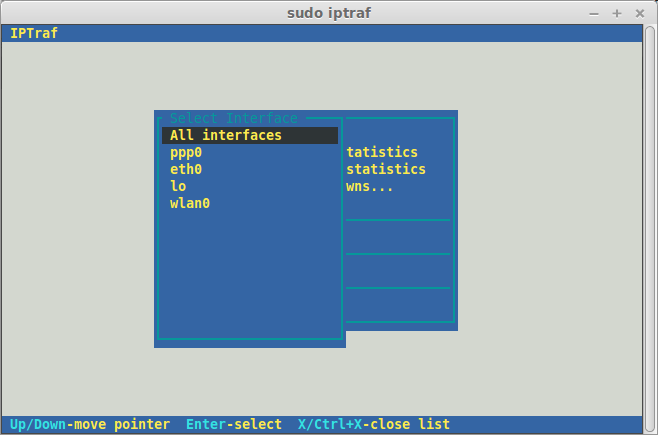 sudo iptraf
IPTraf
Select Interface
All interfaces
ppp0
tatistics
eth0
statistics
lo
wns...
wlan0
Up/Down-move pointer Enter-select X/Ctrl+X-close list